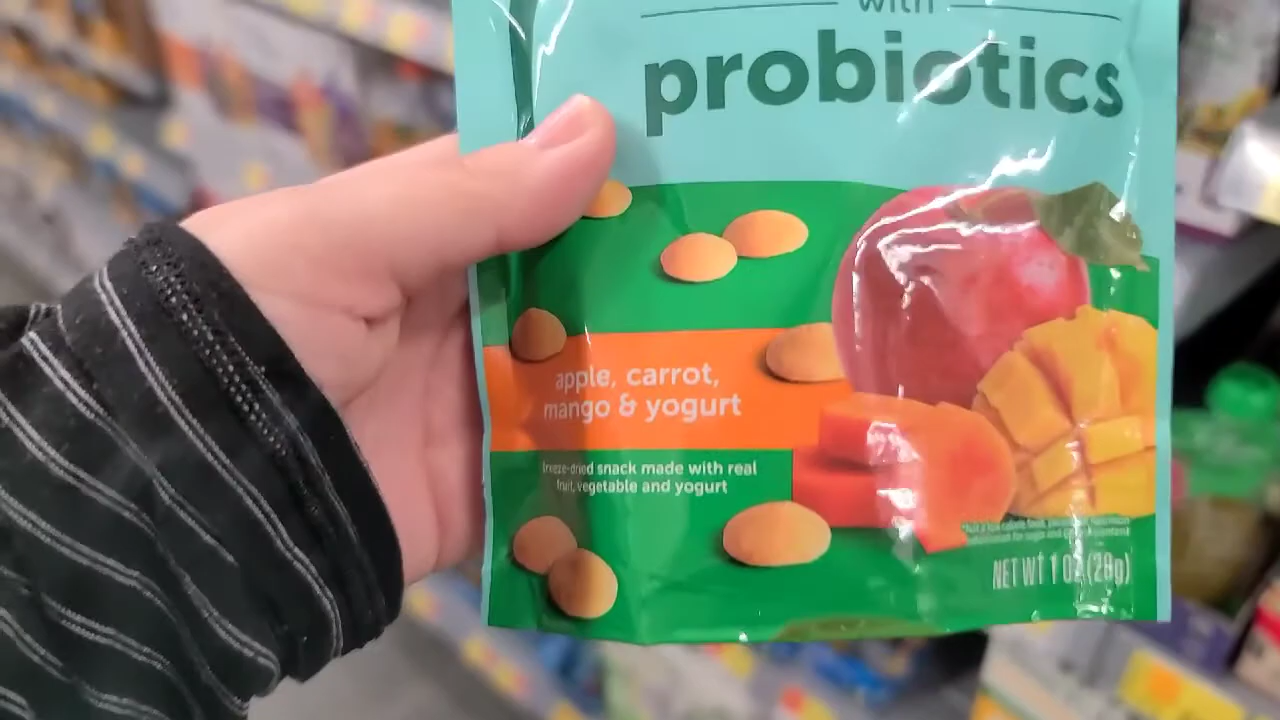 with
probiotics
apple, carrot,
mango & yogurt
freeze-dried snack made with real
fruit, vegetable and yogurt
NET WT 1 OZ (28g)